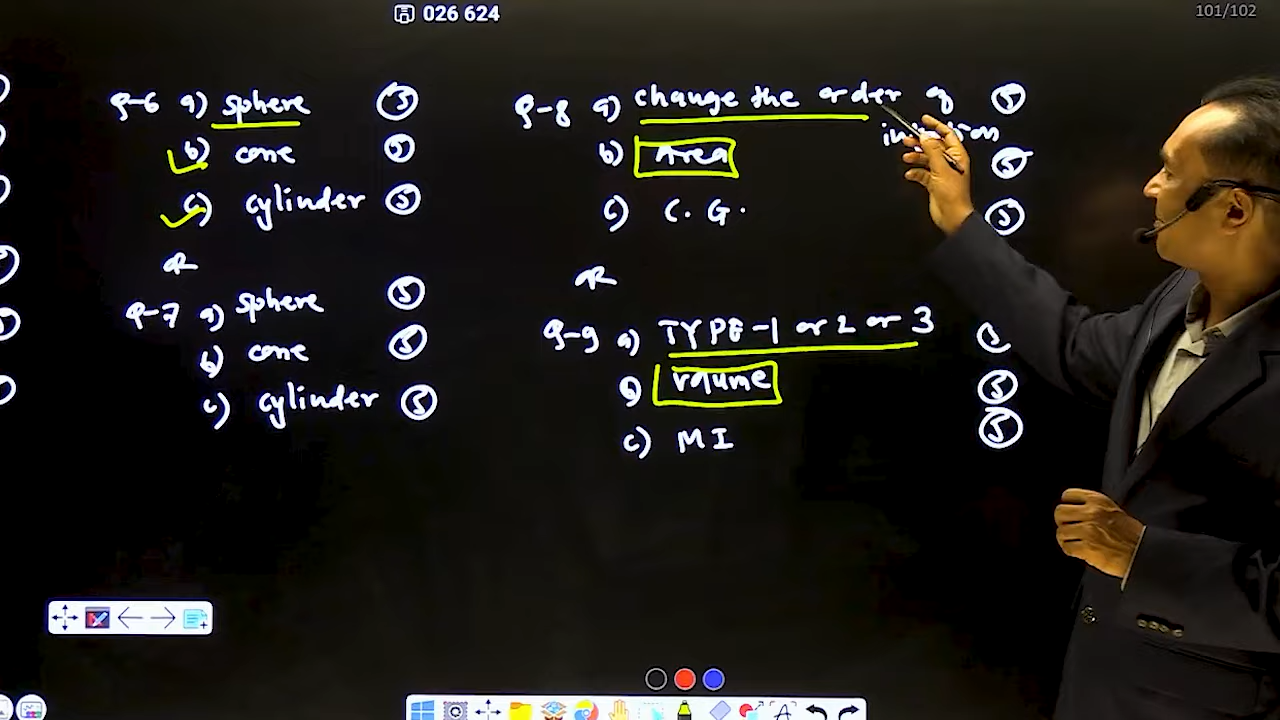 026 624
101/102
Q-6 a) sphere 5
b) cone 5
c) cylinder 5
OR
Q-7 a) sphere 5
b) cone 5
c) cylinder 5
Q-8 a) change the order of 5
b) Area 5
c) C.G. 5
OR
Q-9 a) TYPE-1 or 2 or 3
b) volume 5
c) MI 5